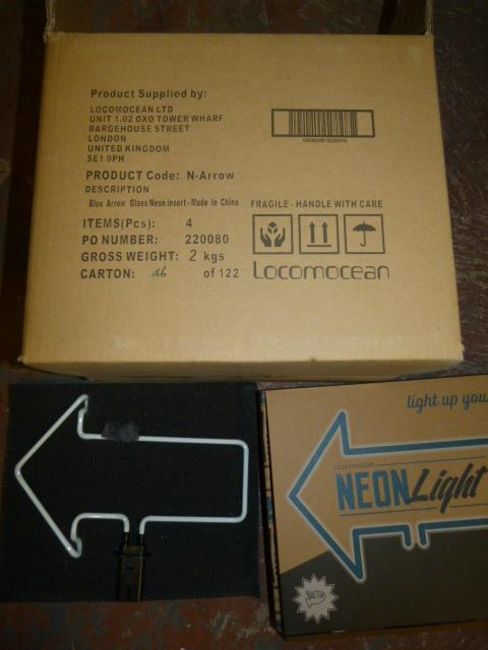 Product Supplied by:
LOCOMOCEAN LTD
UNIT 1.02 OXO TOWER WHARF
BARGEHOUSE STREET
LONDON
UNITED KINGDOM
SE1 9PH
PRODUCT Code: N-Arrow
DESCRIPTION
Blue Arrow Glass Neon insert-Made in China
FRAGILE - HANDLE WITH CARE
ITEMS(Pcs): 4
PO NUMBER: 220080
GROSS WEIGHT: 2 kgs
CARTON: of 122
Locomocean
light up you
LOCOMOCEAN
NEON Light